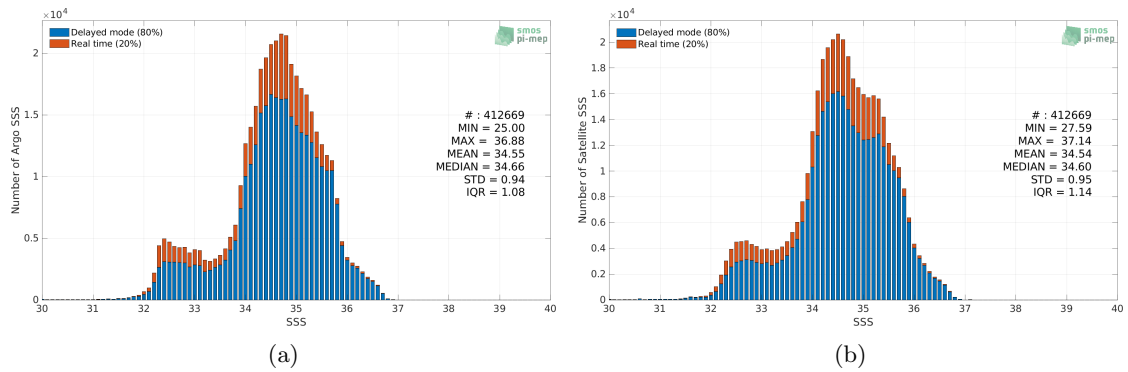 ×10^4
Delayed mode (80%)
Real time (20%)
smos
pi-mep
Number of Argo SSS
2
1.5
1
0.5
0
# : 412669
MIN = 25.00
MAX = 36.88
MEAN = 34.55
MEDIAN = 34.66
STD = 0.94
IQR = 1.08
30 31 32 33 34 35 36 37 38 39 40
SSS
(a)
×10^4
Delayed mode (80%)
Real time (20%)
smos
pi-mep
Number of Satellite SSS
2
1.8
1.6
1.4
1.2
1
0.8
0.6
0.4
0.2
0
# : 412669
MIN = 27.59
MAX = 37.14
MEAN = 34.54
MEDIAN = 34.60
STD = 0.95
IQR = 1.14
30 31 32 33 34 35 36 37 38 39 40
SSS
(b)